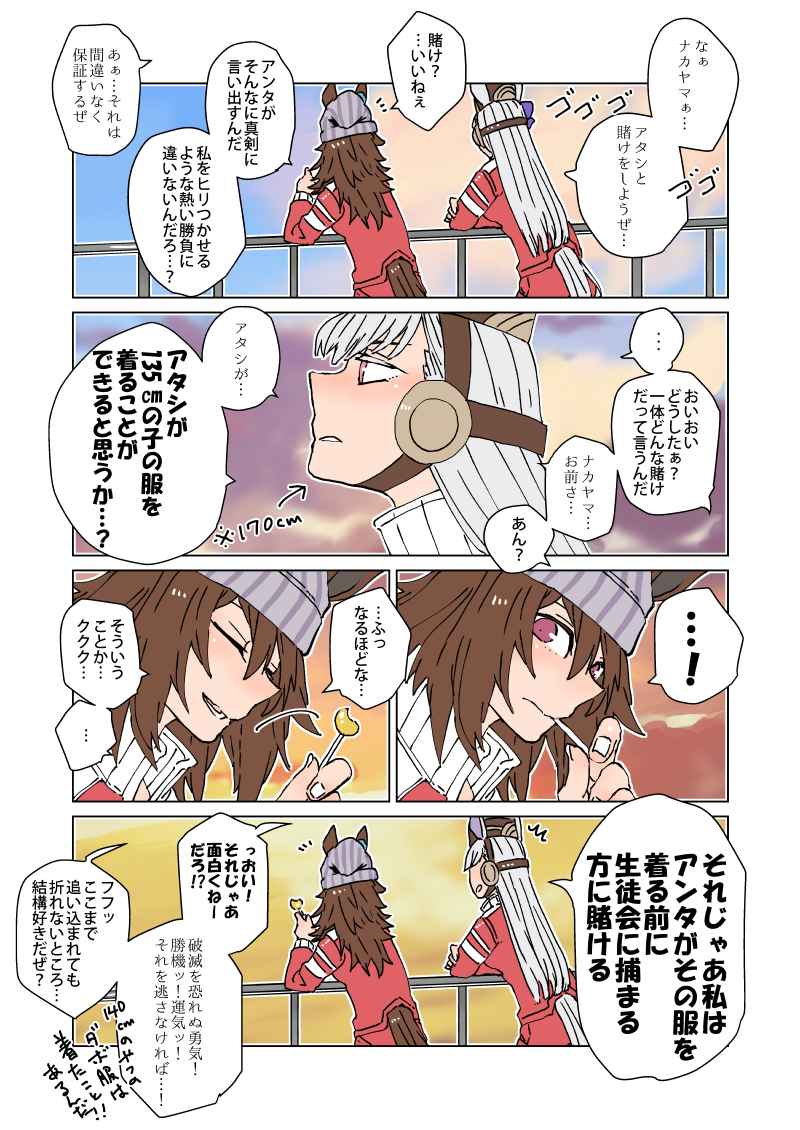 なぁ
ナカヤマぁ…
アタシと
賭けをしようぜ…
ゴゴゴ
ゴゴ
賭け?
…いいねぇ
アンタが
そんなに真剣に
言い出すんだ
私をヒリつかせる
ような熱い勝負に
違いないんだろ…?
あぁ…それは
間違いなく
保証するぜ
…
おいおい
どうしたぁ?
一体どんな賭け
だって言うんだ
ナカヤマ…
お前さ…
あん?
アタシが…
アタシが
135㎝の子の服を
着ることが
できると思うか…?
※170cm
…!
…ふっ
なるほどな…
そういう
ことか…
ククク…
…
それじゃあ私は
アンタがその服を
着る前に
生徒会に捕まる
方に賭ける
っおい!
それじゃあ
面白くねー
だろ!?
破滅を恐れぬ勇気!
勝機ッ!運気ッ!
それを逃さなければ…!
フフッ
ここまで
追い込まれても
折れないところ…
結構好きだぜ?
140cmのやつの
ダボ服は
着たこと
あるんだっ!!